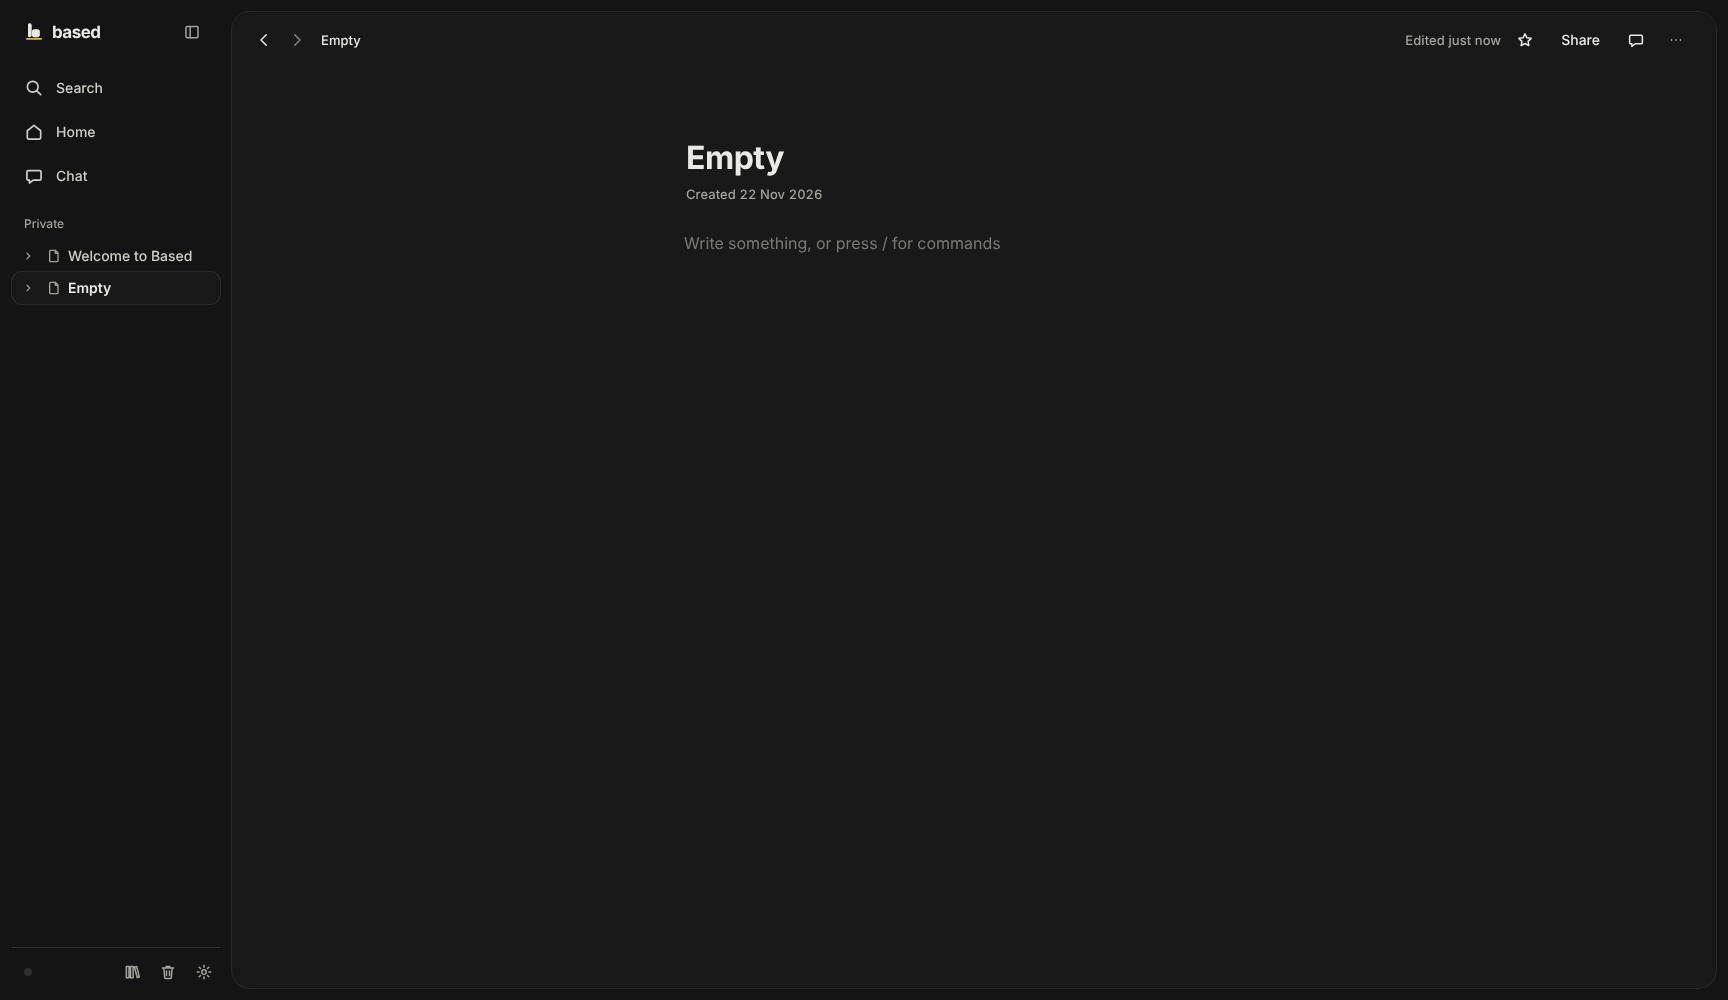 based
Search
Home
Chat
Private
Welcome to Based
Empty
Empty
Edited just now
Share
Empty
Created 22 Nov 2026
Write something, or press / for commands